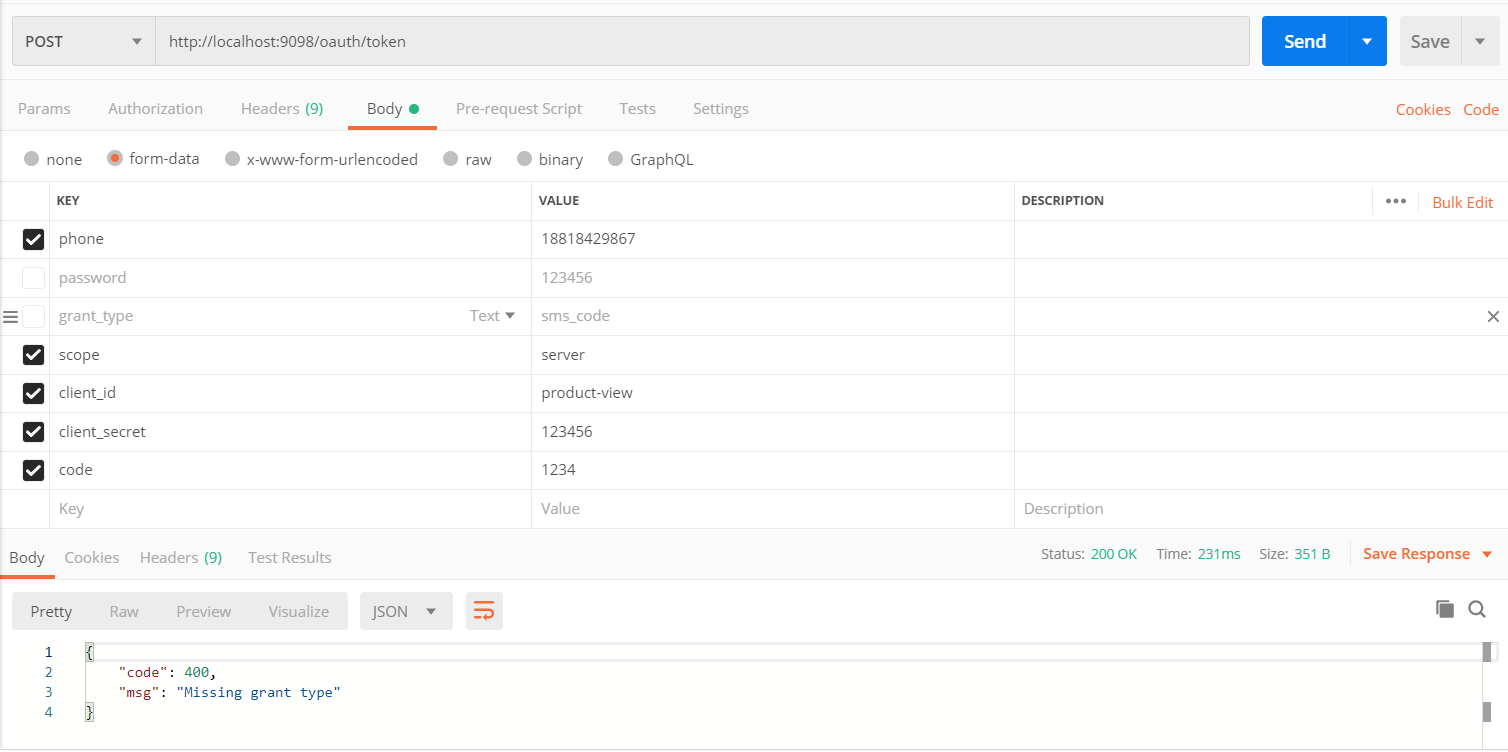 POST http://localhost:9098/oauth/token Send Save
Params Authorization Headers (9) Body Pre-request Script Tests Settings Cookies Code
none form-data x-www-form-urlencoded raw binary GraphQL
KEY VALUE DESCRIPTION ••• Bulk Edit
phone 18818429867
password 123456
grant_type Text sms_code
scope server
client_id product-view
client_secret 123456
code 1234
Key Value Description
Body Cookies Headers (9) Test Results Status: 200 OK Time: 231ms Size: 351 B Save Response
Pretty Raw Preview Visualize JSON
1 {
2 "code": 400,
3 "msg": "Missing grant type"
4 }